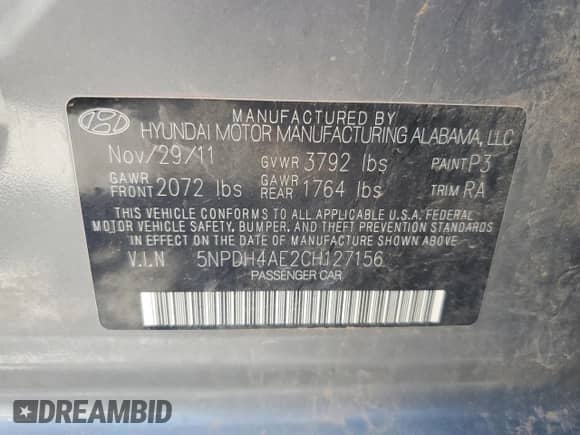 MANUFACTURED BY
HYUNDAI MOTOR MANUFACTURING ALABAMA, LLC
Nov/29/11 GVWR 3792 lbs PAINT P3
GAWR FRONT 2072 lbs GAWR REAR 1764 lbs TRIM RA
THIS VEHICLE CONFORMS TO ALL APPLICABLE U.S.A. FEDERAL
MOTOR VEHICLE SAFETY, BUMPER, AND THEFT PREVENTION STANDARDS
IN EFFECT ON THE DATE OF MANUFACTURE SHOWN ABOVE.
V.I.N 5NPDH4AE2CH127156
PASSENGER CAR
DREAMBID